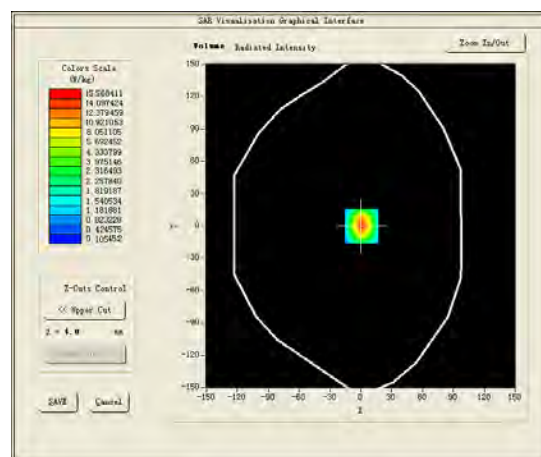 SAR Visualisation Graphical Interface
Volume Radiated Intensity
Zoom In/Out
Colors Scale
(W/kg)
15.568411
14.097424
12.379459
10.921053
8.051105
5.692452
4.330799
3.975146
2.316493
2.257840
1.819187
1.540534
1.181881
0.823228
0.424575
0.105452
Z-Cuts Control
<< Upper Cut
Z = 4.0 mm
SAVE
Cancel
150
120
90
60
30
0
-30
-60
-90
-120
-150
Y
-150 -120 -90 -60 -30 0 30 60 90 120 150
X